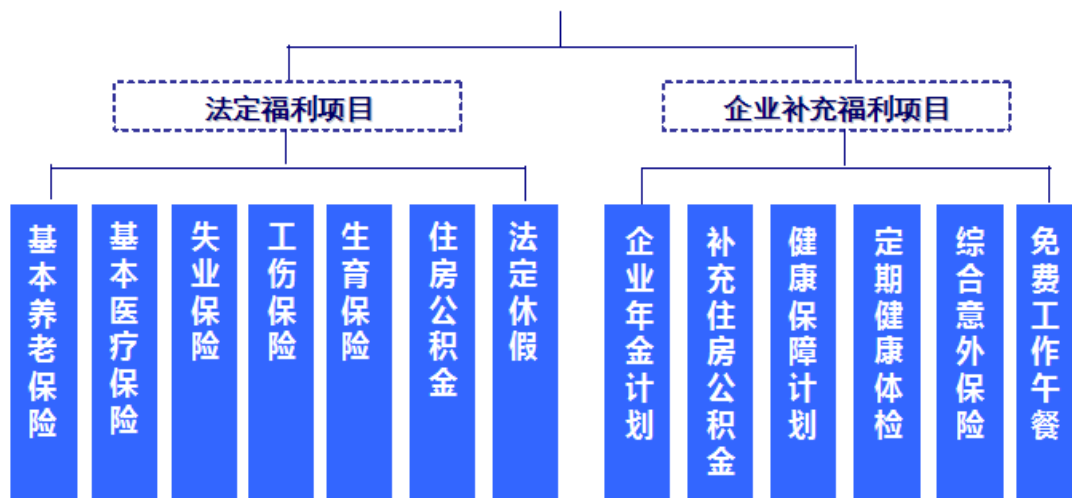 法定福利项目
企业补充福利项目
基本养老保险
基本医疗保险
失业保险
工伤保险
生育保险
住房公积金
法定休假
企业年金计划
补充住房公积金
健康保障计划
定期健康体检
综合意外保险
免费工作午餐